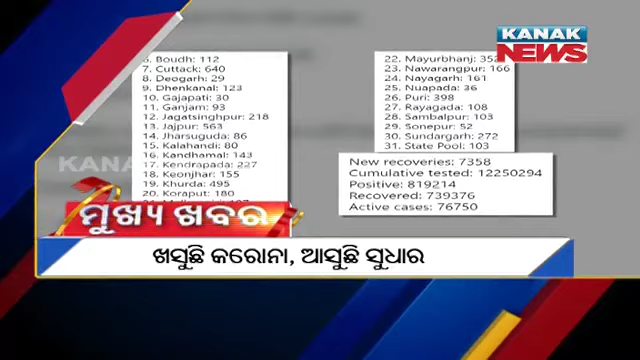 KANAK
NEWS
6. Boudh: 112
7. Cuttack: 640
8. Deogarh: 29
9. Dhenkanal: 123
10. Gajapati: 30
11. Ganjam: 93
12. Jagatsinghpur: 218
13. Jajpur: 563
14. Jharsuguda: 86
15. Kalahandi: 80
16. Kandhamal: 143
17. Kendrapada: 227
18. Keonjhar: 155
19. Khurda: 495
20. Koraput: 180
22. Mayurbhanj: 352
23. Nawarangpur: 166
24. Nayagarh: 161
25. Nuapada: 36
26. Puri: 398
27. Rayagada: 108
28. Sambalpur: 103
29. Sonepur: 52
30. Sundargarh: 272
31. State Pool: 103
New recoveries: 7358
Cumulative tested: 12250294
Positive: 819214
Recovered: 739376
Active cases: 76750
KANAK
ମୁଖ୍ୟ ଖବର
ଖସୁଛି କରୋନା, ଆସୁଛି ସୁଧାର